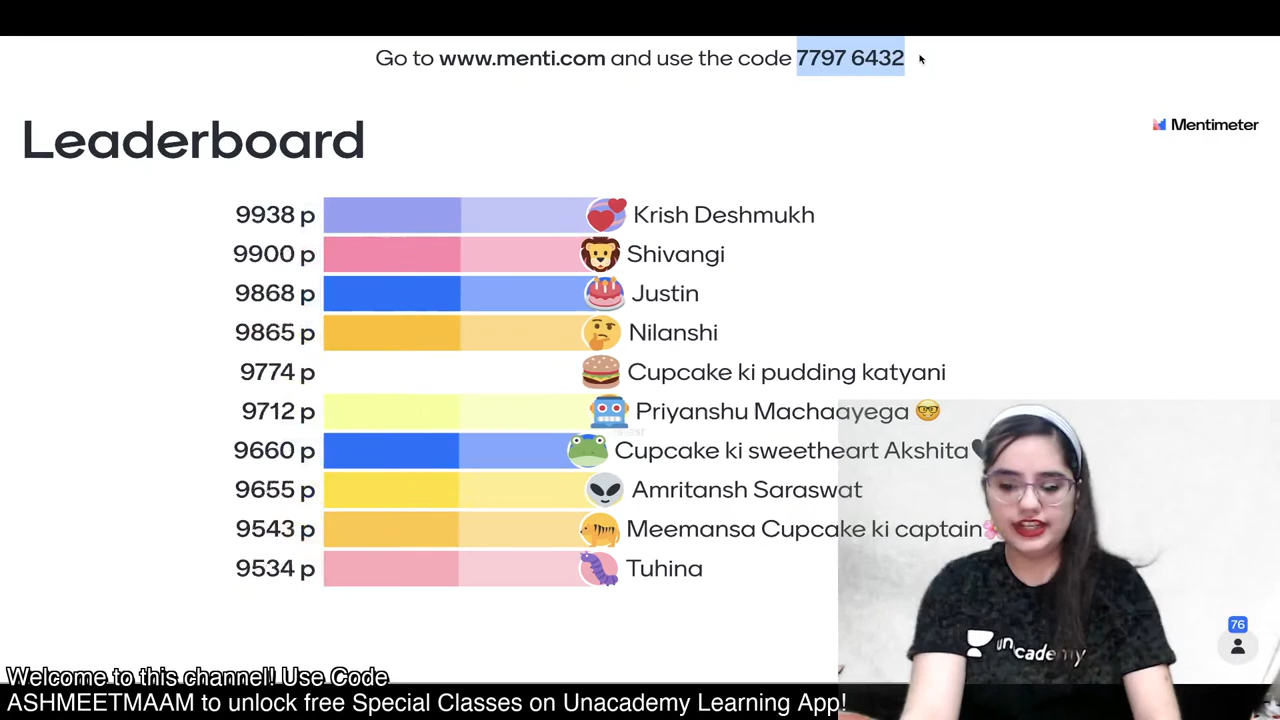 Go to www.menti.com and use the code 7797 6432
Leaderboard
Mentimeter
9938 p Krish Deshmukh
9900 p Shivangi
9868 p Justin
9865 p Nilanshi
9774 p Cupcake ki pudding katyani
9712 p Priyanshu Machaayega 🤓
9660 p Cupcake ki sweetheart Akshita🖤
9655 p Amritansh Saraswat
9543 p Meemansa Cupcake ki captain🌸
9534 p Tuhina
unacademy
76
Welcome to this channel! Use Code
ASHMEETMAAM to unlock free Special Classes on Unacademy Learning App!